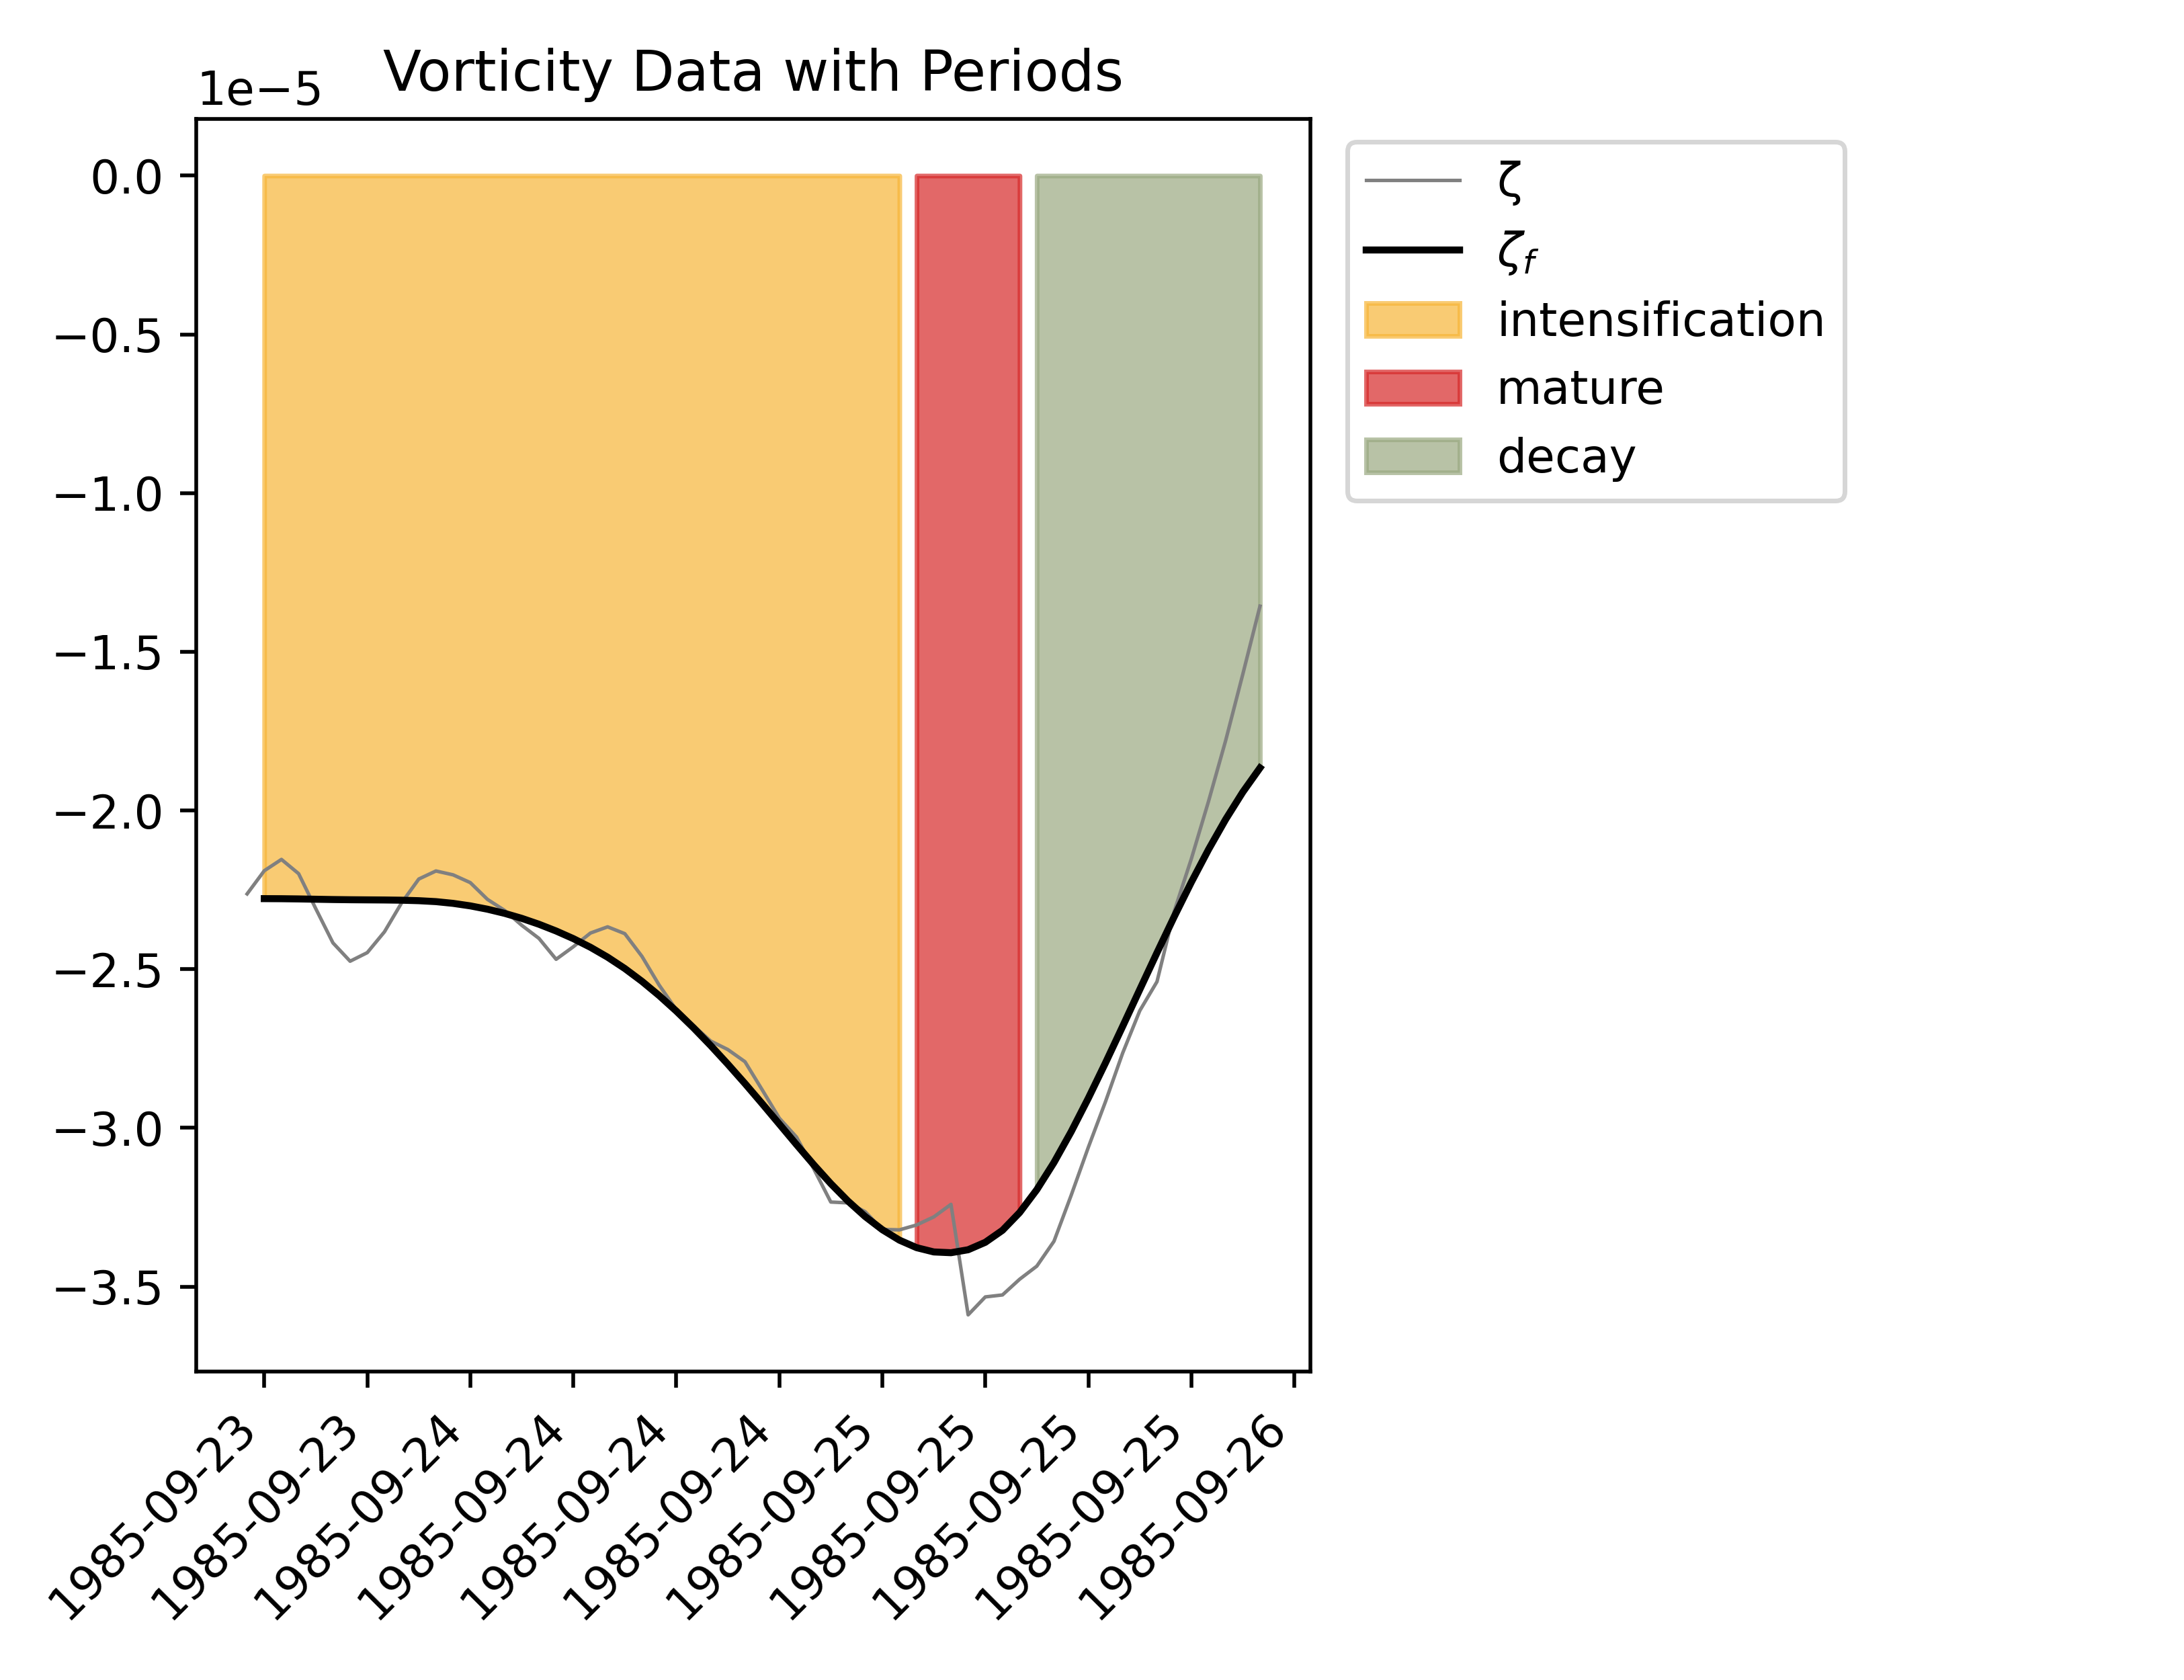 Vorticity Data with Periods
1e−5
0.0
−0.5
−1.0
−1.5
−2.0
−2.5
−3.0
−3.5
1985-09-23
1985-09-23
1985-09-24
1985-09-24
1985-09-24
1985-09-24
1985-09-25
1985-09-25
1985-09-25
1985-09-25
1985-09-26
ζ
ζf
intensification
mature
decay